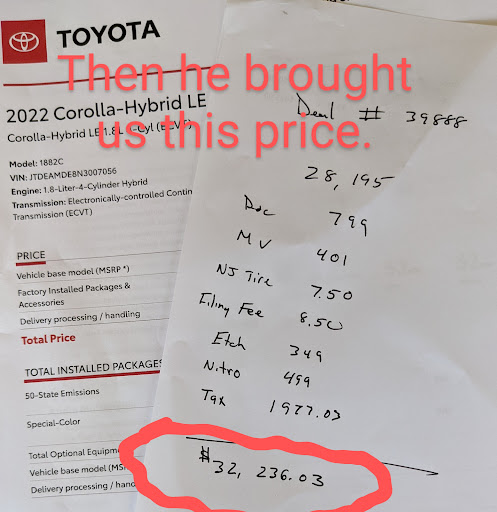 TOYOTA
Then he brought
us this price.
2022 Corolla-Hybrid LE
Corolla-Hybrid LE 1.8L 4-Cyl (ECVT)
Model: 1882C
VIN: JTDEAMDE8N3007056
Engine: 1.8-Liter-4-Cylinder Hybrid
Transmission: Electronically-controlled Contin
Transmission (ECVT)
PRICE
Vehicle base model (MSRP *)
Factory Installed Packages &
Accessories
Delivery processing / handling
Total Price
TOTAL INSTALLED PACKAGES
50-State Emissions
Special-Color
Total Optional Equipme
Vehicle base model (MS
Delivery processing / hand
Deal # 39888
28,195
Doc 799
MV 401
NJ Tire 7.50
Filing Fee 8.50
Etch 349
Nitro 499
Tax 1977.03
$32,236.03